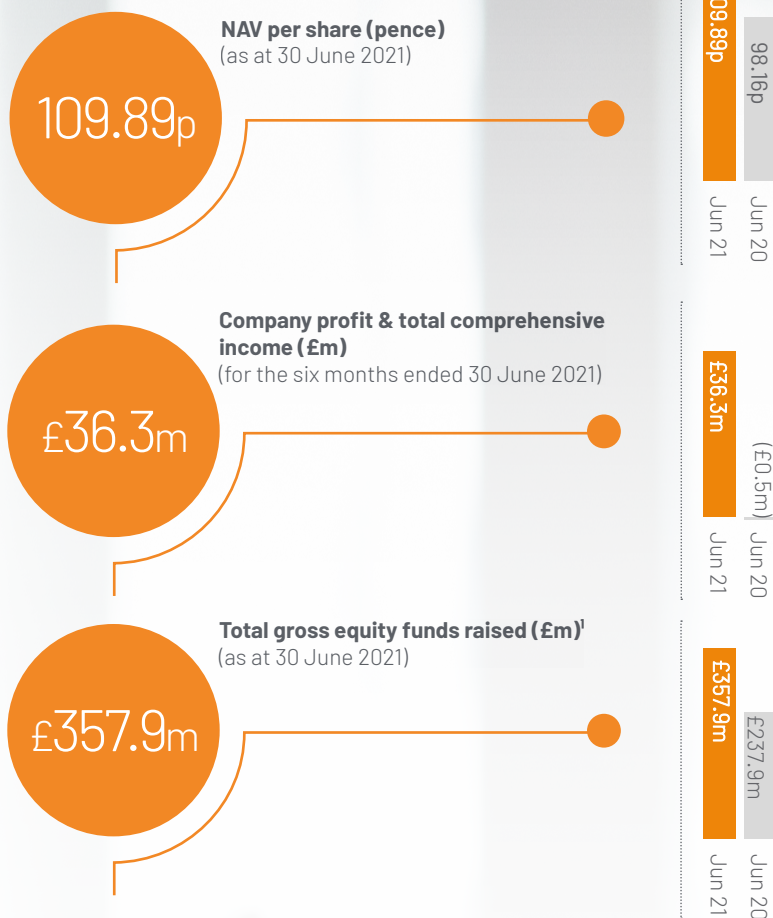 NAV per share (pence)
(as at 30 June 2021)
109.89p
09.89p
98.16p
Jun 21
Jun 20
Company profit & total comprehensive
income (£m)
(for the six months ended 30 June 2021)
£36.3m
£36.3m
(£0.5m)
Jun 21
Jun 20
Total gross equity funds raised (£m)¹
(as at 30 June 2021)
£357.9m
£357.9m
£237.9m
Jun 21
Jun 20